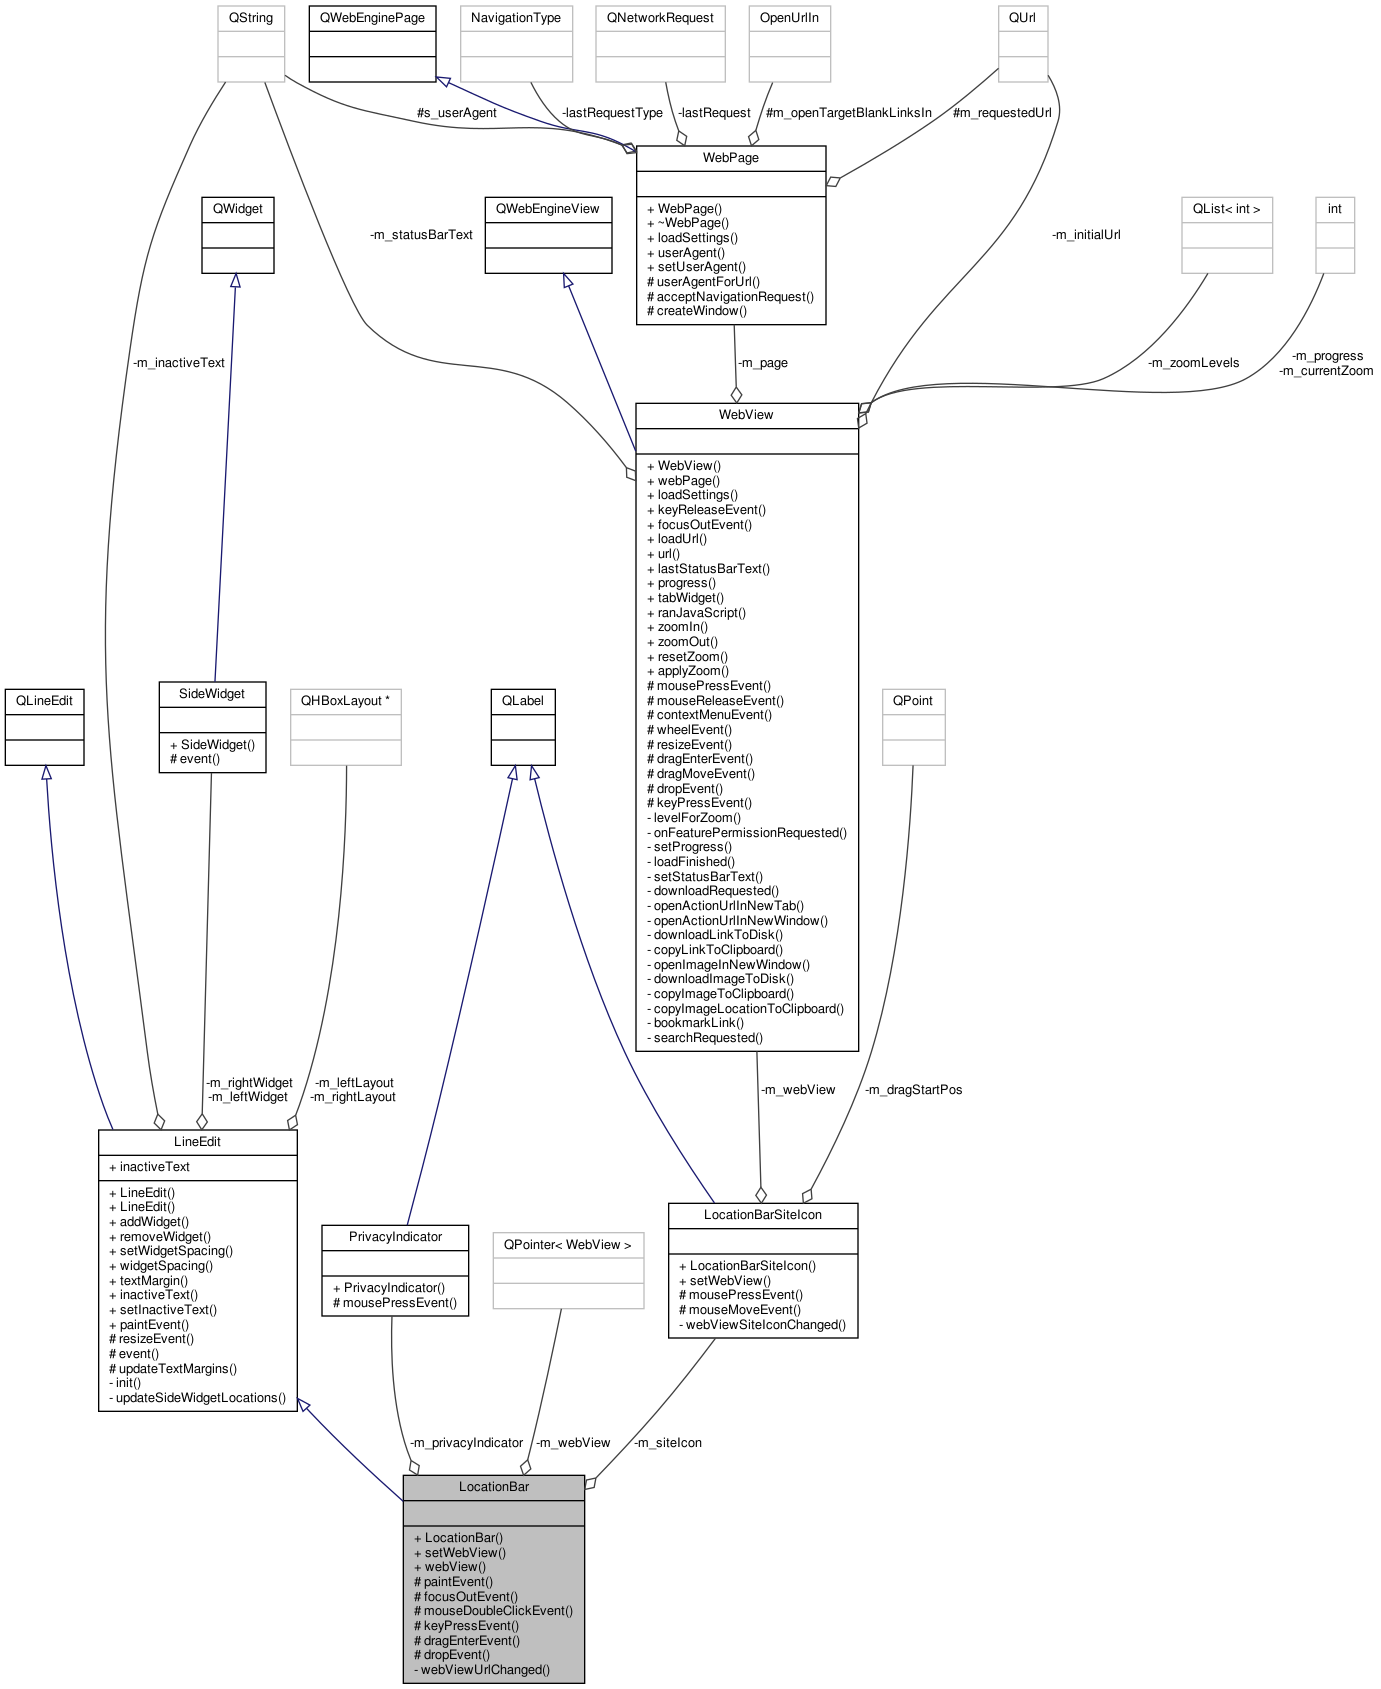 QString
QWebEnginePage
NavigationType
QNetworkRequest
OpenUrlIn
QUrl
#s_userAgent
-lastRequestType
-lastRequest
#m_openTargetBlankLinksIn
#m_requestedUrl
WebPage
+ WebPage()
+ ~WebPage()
+ loadSettings()
+ userAgent()
+ setUserAgent()
# userAgentForUrl()
# acceptNavigationRequest()
# createWindow()
QWidget
QWebEngineView
QList< int >
int
-m_statusBarText
-m_initialUrl
-m_inactiveText
-m_page
-m_zoomLevels
-m_progress
-m_currentZoom
WebView
+ WebView()
+ webPage()
+ loadSettings()
+ keyReleaseEvent()
+ focusOutEvent()
+ loadUrl()
+ url()
+ lastStatusBarText()
+ progress()
+ tabWidget()
+ ranJavaScript()
+ zoomIn()
+ zoomOut()
+ resetZoom()
+ applyZoom()
# mousePressEvent()
# mouseReleaseEvent()
# contextMenuEvent()
# wheelEvent()
# resizeEvent()
# dragEnterEvent()
# dragMoveEvent()
# dropEvent()
# keyPressEvent()
- levelForZoom()
- onFeaturePermissionRequested()
- setProgress()
- loadFinished()
- setStatusBarText()
- downloadRequested()
- openActionUrlInNewTab()
- openActionUrlInNewWindow()
- downloadLinkToDisk()
- copyLinkToClipboard()
- openImageInNewWindow()
- downloadImageToDisk()
- copyImageToClipboard()
- copyImageLocationToClipboard()
- bookmarkLink()
- searchRequested()
QLineEdit
SideWidget
+ SideWidget()
# event()
QHBoxLayout *
QLabel
QPoint
-m_rightWidget
-m_leftWidget
-m_leftLayout
-m_rightLayout
-m_webView
-m_dragStartPos
LineEdit
+ inactiveText
+ LineEdit()
+ LineEdit()
+ addWidget()
+ removeWidget()
+ setWidgetSpacing()
+ widgetSpacing()
+ textMargin()
+ inactiveText()
+ setInactiveText()
+ paintEvent()
# resizeEvent()
# event()
# updateTextMargins()
- init()
- updateSideWidgetLocations()
PrivacyIndicator
+ PrivacyIndicator()
# mousePressEvent()
QPointer< WebView >
LocationBarSiteIcon
+ LocationBarSiteIcon()
+ setWebView()
# mousePressEvent()
# mouseMoveEvent()
- webViewSiteIconChanged()
-m_privacyIndicator
-m_webView
-m_siteIcon
LocationBar
+ LocationBar()
+ setWebView()
+ webView()
# paintEvent()
# focusOutEvent()
# mouseDoubleClickEvent()
# keyPressEvent()
# dragEnterEvent()
# dropEvent()
- webViewUrlChanged()